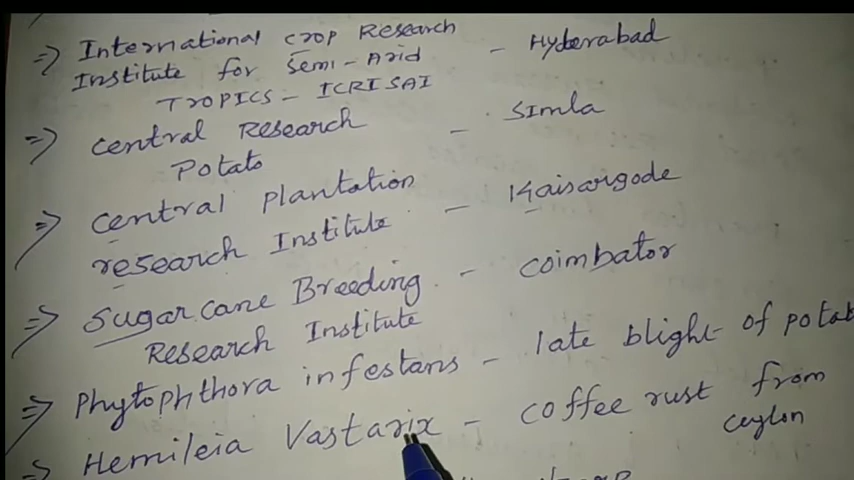 => International crop Research
Institute for Semi-Arid - Hyderabad
TROPICS - ICRISAI
=> Central Research - SImla
Potato
=> Central plantation
research Institute - Kaisargode
=> Sugar cane Breeding - Coimbator
Research Institute
=> Phytophthora infestans - late blight of potat
=> Hemileia Vastarix - coffee rust from
ceylon